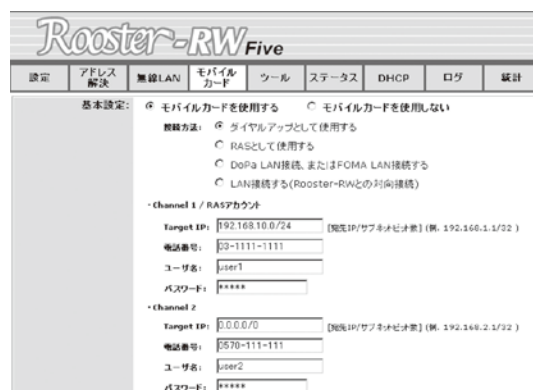 Rooster-RW Five
設定 アドレス解決 無線LAN モバイルカード ツール ステータス DHCP ログ 統計
基本設定: モバイルカードを使用する モバイルカードを使用しない
接続方法: ダイヤルアップとして使用する
RASとして使用する
DoPa LAN接続、またはFOMA LAN接続する
LAN接続する(Rooster-RWとの対向接続)
・Channel 1 / RASアカウント
Target IP: 192.168.10.0/24 [宛先IP/サブネットビット数] (例. 192.168.1.1/32 )
電話番号: 03-1111-1111
ユーザ名: user1
パスワード: *****
・Channel 2
Target IP: 0.0.0.0/0 [宛先IP/サブネットビット数] (例. 192.168.2.1/32 )
電話番号: 0570-111-111
ユーザ名: user2
パスワード: *****